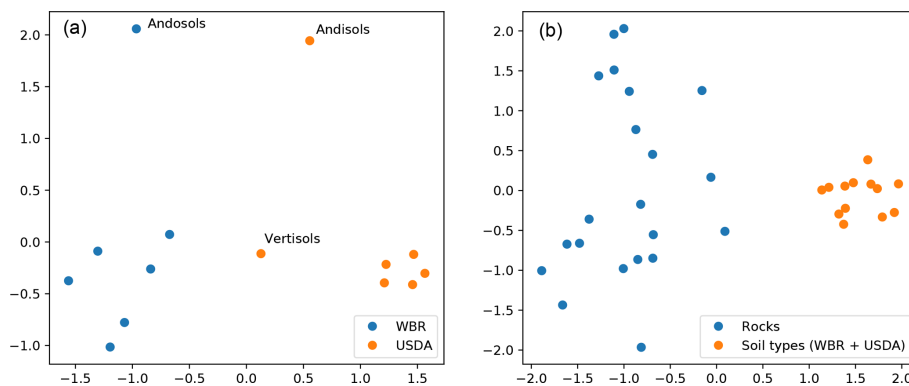 (a)
Andosols
Andisols
Vertisols
2.0
1.5
1.0
0.5
0.0
−0.5
−1.0
−1.5 −1.0 −0.5 0.0 0.5 1.0 1.5
WBR
USDA
(b)
2.0
1.5
1.0
0.5
0.0
−0.5
−1.0
−1.5
−2.0
−2.0 −1.5 −1.0 −0.5 0.0 0.5 1.0 1.5 2.0
Rocks
Soil types (WBR + USDA)